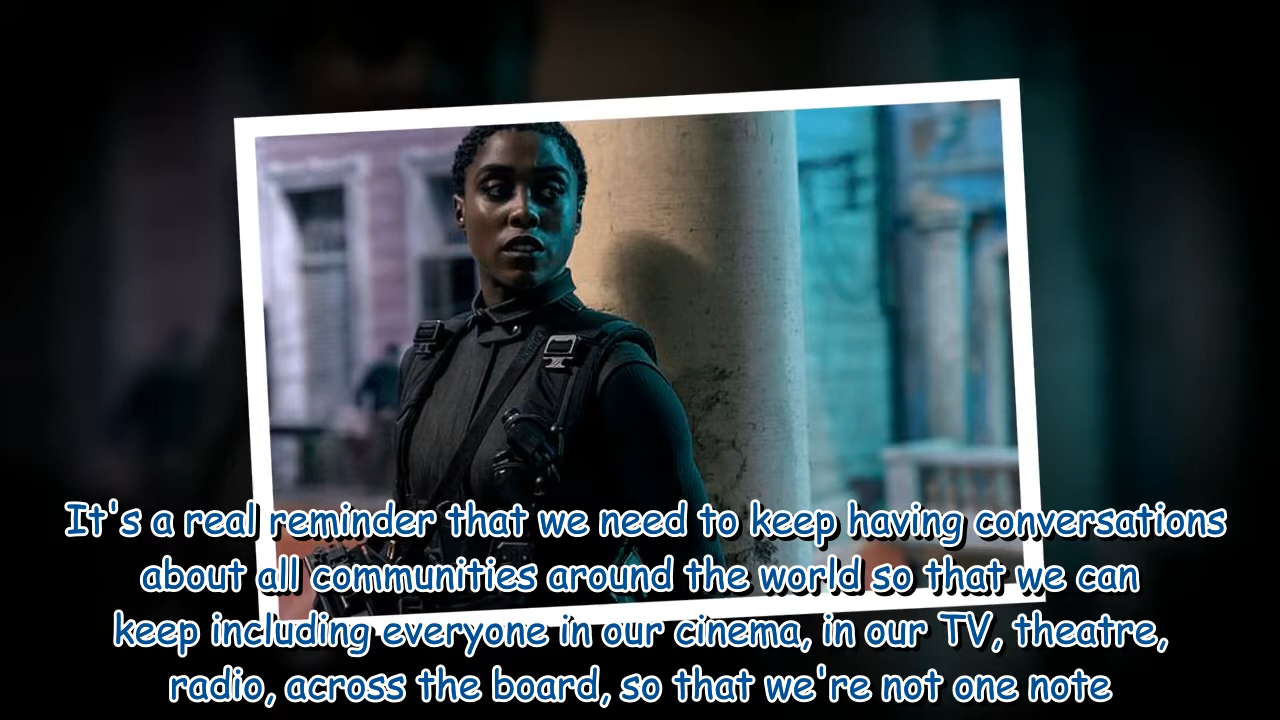 It's a real reminder that we need to keep having conversations
about all communities around the world so that we can
keep including everyone in our cinema, in our TV, theatre,
radio, across the board, so that we're not one note